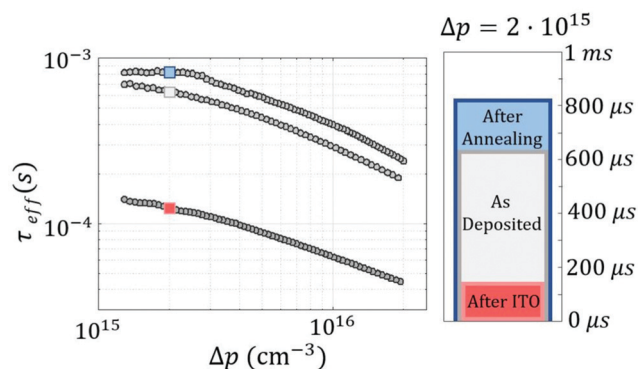 Δp = 2 · 10¹⁵
10⁻³
10⁻⁴
τ eff(s)
10¹⁵
10¹⁶
Δp (cm⁻³)
1 ms
800 μs
600 μs
400 μs
200 μs
0 μs
After
Annealing
As
Deposited
After ITO